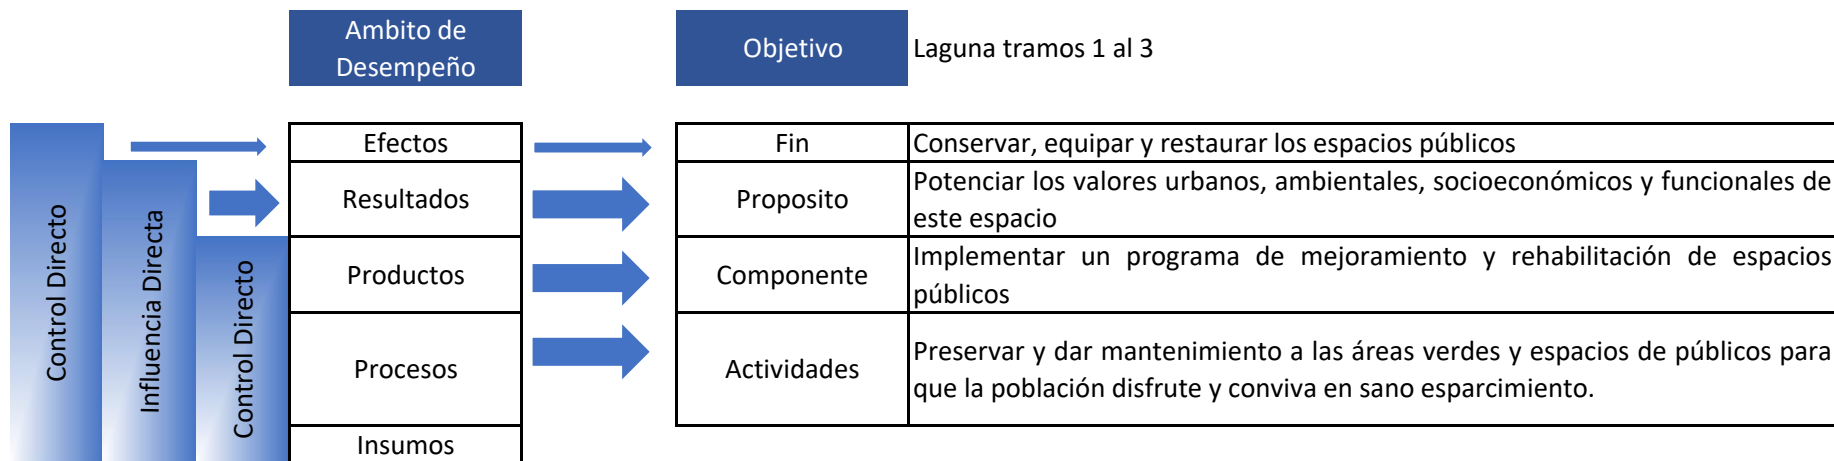 Ambito de
Desempeño
Objetivo
Laguna tramos 1 al 3
Control Directo
Influencia Directa
Control Directo
Efectos
Fin
Conservar, equipar y restaurar los espacios públicos
Resultados
Proposito
Potenciar los valores urbanos, ambientales, socioeconómicos y funcionales de
este espacio
Productos
Componente
Implementar un programa de mejoramiento y rehabilitación de espacios
públicos
Procesos
Actividades
Preservar y dar mantenimiento a las áreas verdes y espacios de públicos para
que la población disfrute y conviva en sano esparcimiento.
Insumos